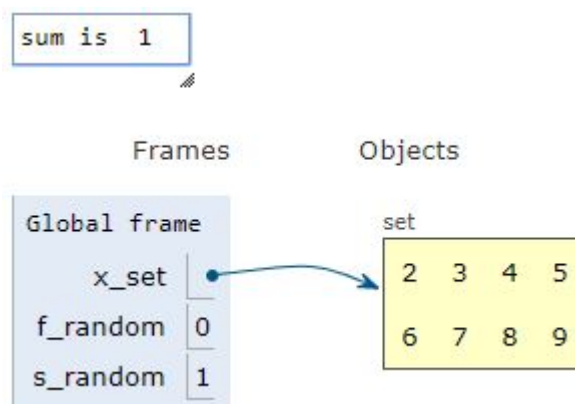 sum is  1
Frames Objects
Global frame
set
x_set
2 3 4 5
f_random 0
6 7 8 9
s_random 1